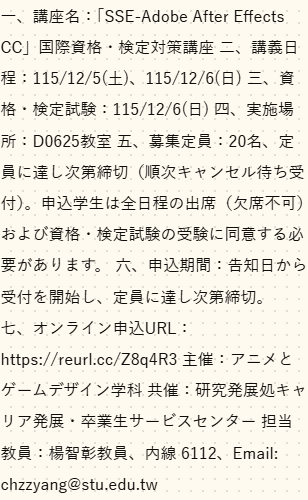 一、講座名：「SSE-Adobe After Effects
CC」国際資格・検定対策講座 二、講義日
程：115/12/5(土)、115/12/6(日) 三、資
格・検定試験：115/12/6(日) 四、実施場
所：D0625教室 五、募集定員：20名、定
員に達し次第締切（順次キャンセル待ち受
付）。申込学生は全日程の出席（欠席不可）
および資格・検定試験の受験に同意する必
要があります。 六、申込期間：告知日から
受付を開始し、定員に達し次第締切。
七、オンライン申込URL：
https://reurl.cc/Z8q4R3 主催：アニメと
ゲームデザイン学科 共催：研究発展処キャ
リア発展・卒業生サービスセンター 担当
教員：楊智彰教員、内線 6112、Email:
chzzyang@stu.edu.tw